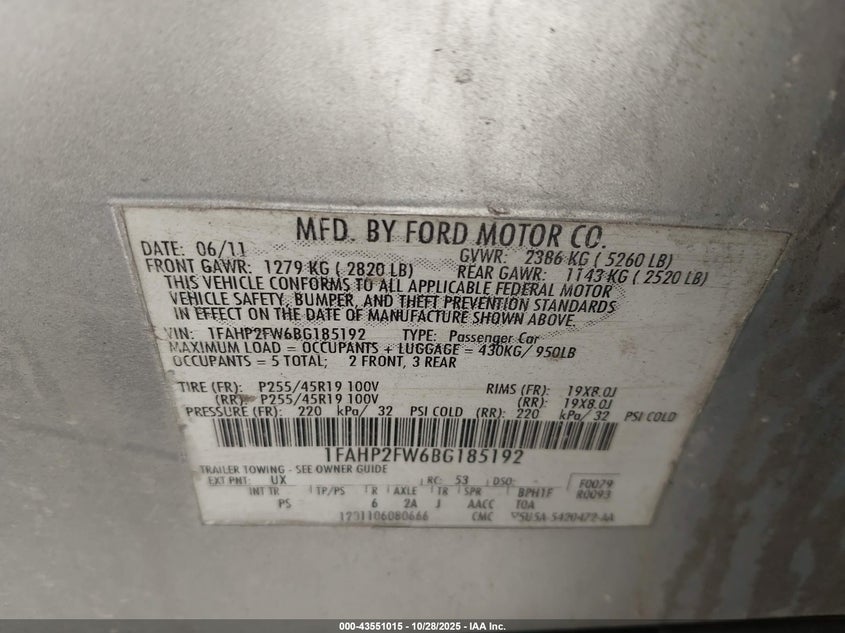 MFD. BY FORD MOTOR CO.
DATE: 06/11 GVWR: 2386 KG ( 5260 LB)
FRONT GAWR: 1279 KG ( 2820 LB) REAR GAWR: 1143 KG ( 2520 LB)
THIS VEHICLE CONFORMS TO ALL APPLICABLE FEDERAL MOTOR
VEHICLE SAFETY, BUMPER, AND THEFT PREVENTION STANDARDS
IN EFFECT ON THE DATE OF MANUFACTURE SHOWN ABOVE.
VIN: 1FAHP2FW6BG185192 TYPE: Passenger Car
MAXIMUM LOAD = OCCUPANTS + LUGGAGE = 430KG/ 950LB
OCCUPANTS = 5 TOTAL; 2 FRONT, 3 REAR
TIRE (FR): P255/45R19 100V RIMS (FR): 19X8.0J
(RR): P255/45R19 100V (RR): 19X8.0J
PRESSURE (FR): 220 kPa/ 32 PSI COLD (RR): 220 kPa/ 32 PSI COLD
1FAHP2FW6BG185192
TRAILER TOWING - SEE OWNER GUIDE
EXT PNT: UX RC: 53 DSO: F0079
INT TR TP/PS R AXLE TR SPR BPH1F R0093
PS 6 2A J AACC TOA
1201106080666 CMC 5U5A-5420472-AA
000-43551015 - 10/28/2025 - IAA Inc.